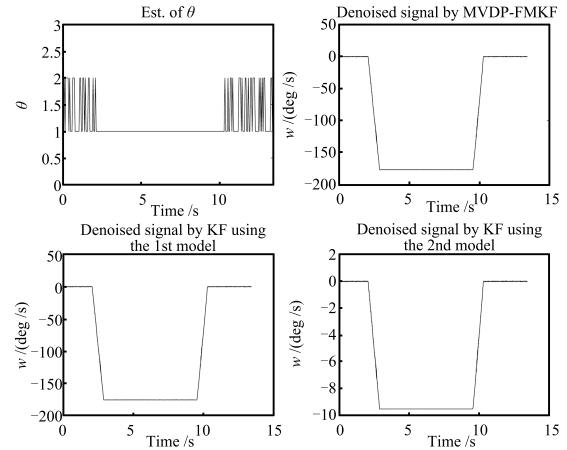 Est. of θ
3
2.5
2
1.5
1
0.5
0
θ
0 5 10
Time /s
Denoised signal by MVDP-FMKF
50
0
−50
−100
−150
−200
w /(deg /s)
0 5 10 15
Time /s
Denoised signal by KF using
the 1st model
50
0
−50
−100
−150
−200
w /(deg /s)
0 5 10 15
Time /s
Denoised signal by KF using
the 2nd model
2
0
−2
−4
−6
−8
−10
w /(deg /s)
0 5 10 15
Time /s